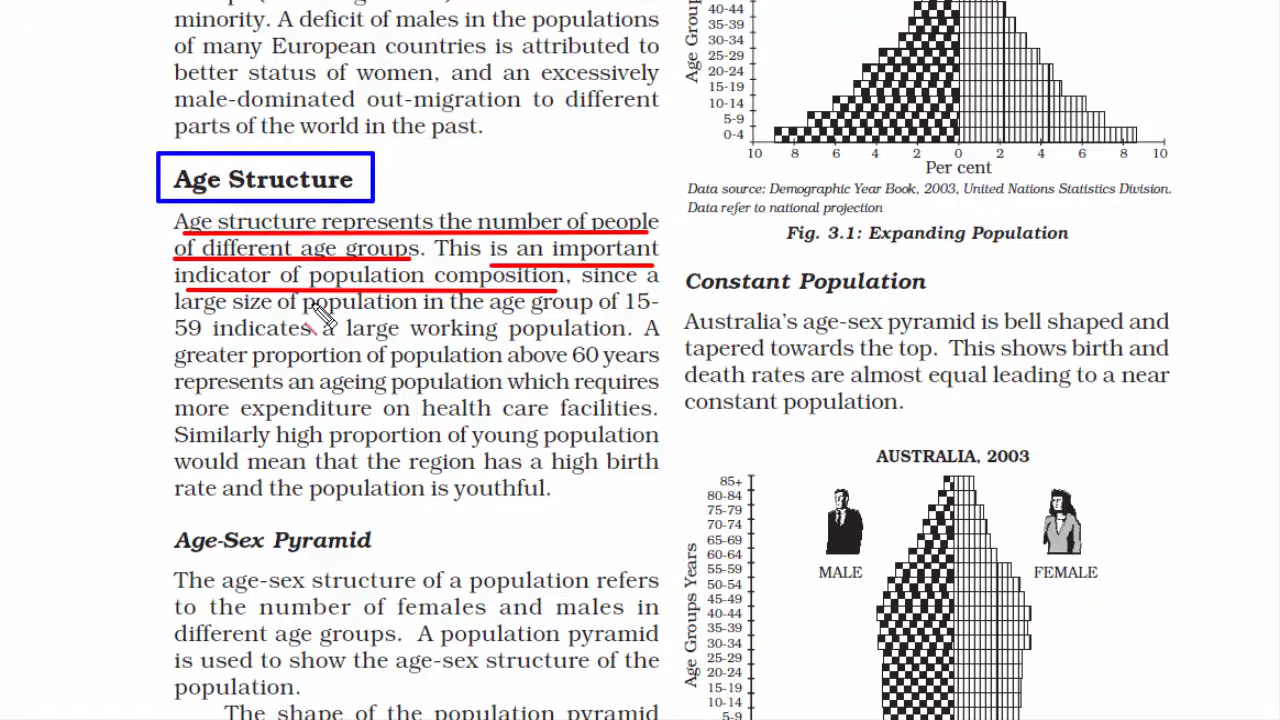 minority. A deficit of males in the populations
of many European countries is attributed to
better status of women, and an excessively
male-dominated out-migration to different
parts of the world in the past.
Age Structure
Age structure represents the number of people
of different age groups. This is an important
indicator of population composition, since a
large size of population in the age group of 15-
59 indicates a large working population. A
greater proportion of population above 60 years
represents an ageing population which requires
more expenditure on health care facilities.
Similarly high proportion of young population
would mean that the region has a high birth
rate and the population is youthful.
Age-Sex Pyramid
The age-sex structure of a population refers
to the number of females and males in
different age groups. A population pyramid
is used to show the age-sex structure of the
population.
The shape of the population pyramid
Age Groups
40-44
35-39
30-34
25-29
20-24
15-19
10-14
5-9
0-4
10 8 6 4 2 0 2 4 6 8 10
Per cent
Data source: Demographic Year Book, 2003, United Nations Statistics Division.
Data refer to national projection
Fig. 3.1: Expanding Population
Constant Population
Australia's age-sex pyramid is bell shaped and
tapered towards the top. This shows birth and
death rates are almost equal leading to a near
constant population.
AUSTRALIA, 2003
Age Groups Years
85+
80-84
75-79
70-74
65-69
60-64
55-59
50-54
45-49
40-44
35-39
30-34
25-29
20-24
15-19
10-14
5-9
MALE
FEMALE